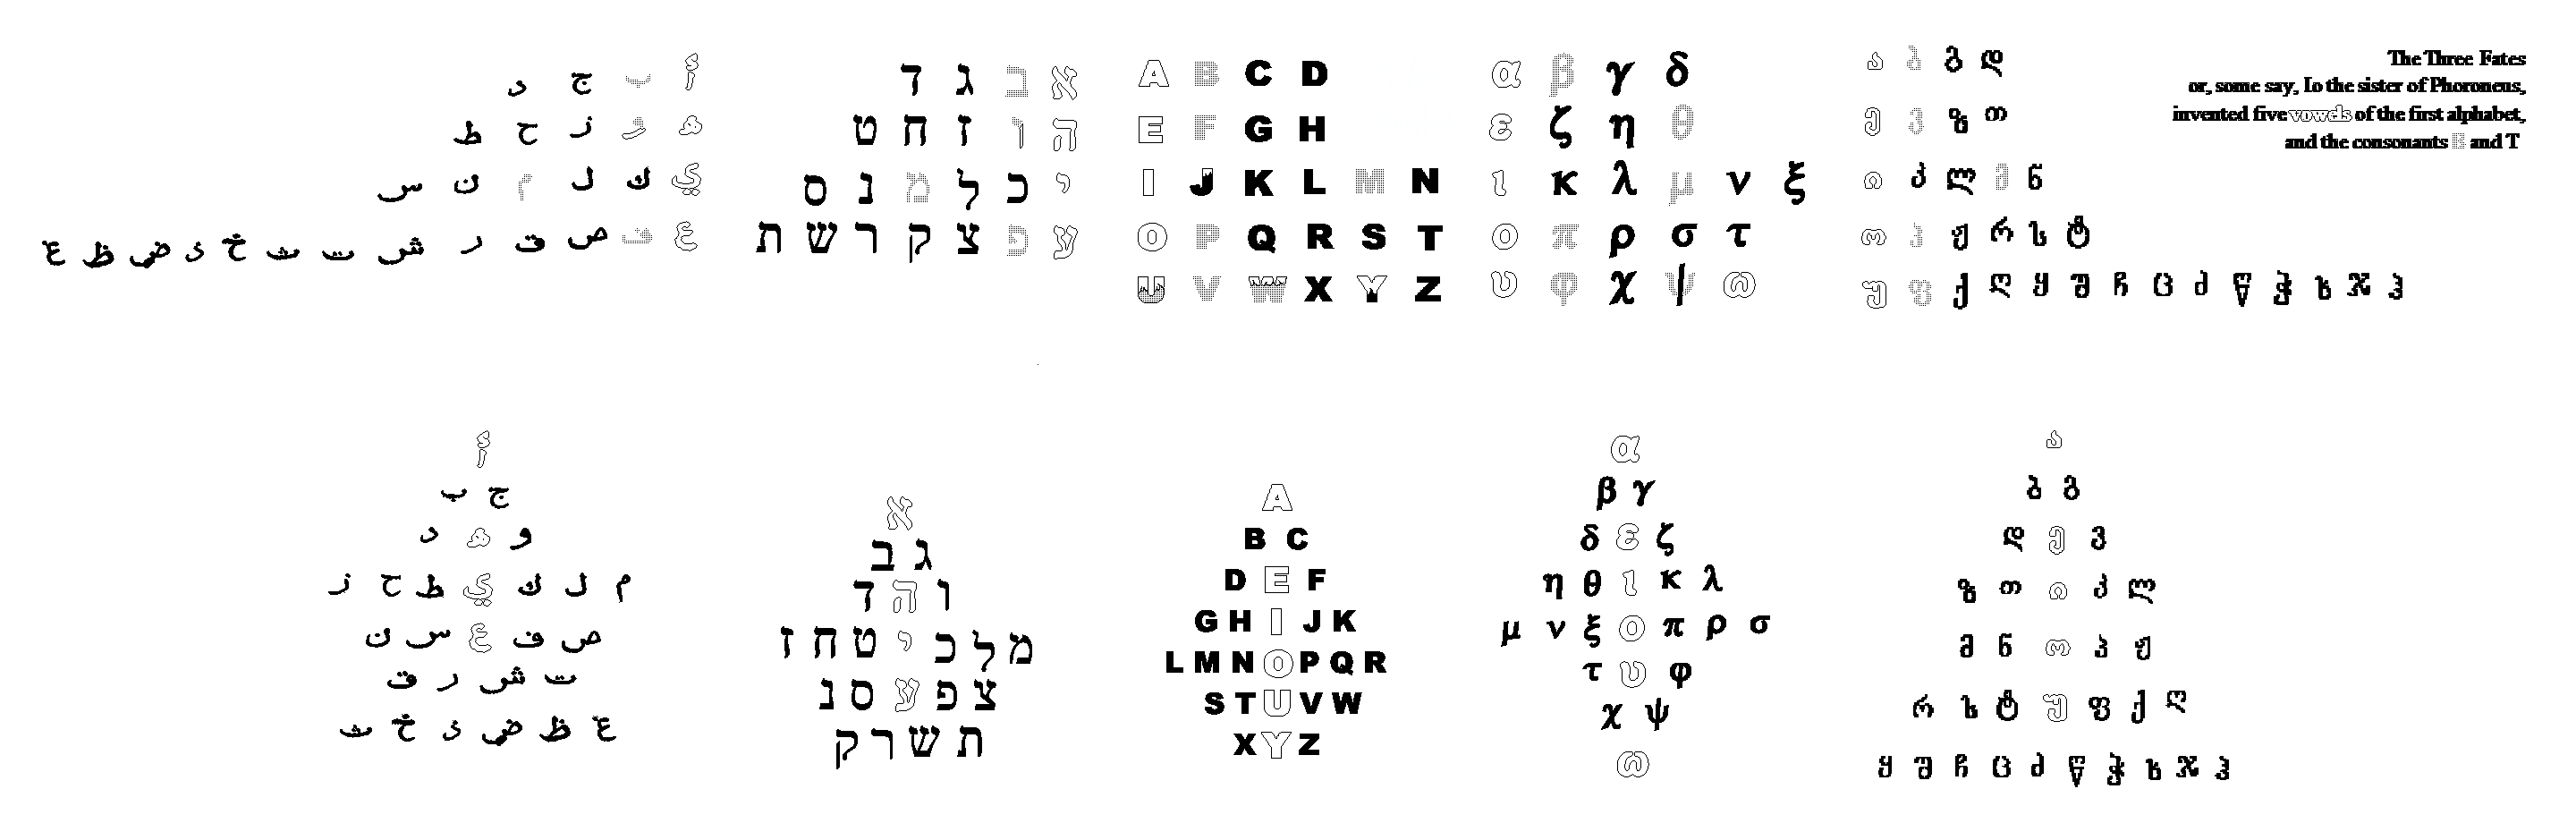 أ ب ج د
ه و ز ح ط
ي ك ل م ن س
ع ف ص ق ر ش ت ث خ ذ ض ظ غ
א ב ג ד
ה ו ז ח ט
י כ ל מ נ ס
ע פ צ ק ר ש ת
A B C D
E F G H
I J K L M N
O P Q R S T
U V W X Y Z
α β γ δ
ε ζ η θ
ι κ λ μ ν ξ
ο π ρ σ τ
υ φ χ ψ ω
ა ბ გ დ
ე ვ ზ თ
ი კ ლ მ ნ
ო პ ჟ რ ს ტ
უ ფ ქ ღ ყ შ ჩ ც ძ წ ჭ ხ ჯ ჰ
The Three Fates
or, some say, Io the sister of Phoroneus,
invented five vowels of the first alphabet,
and the consonants B and T
أ
ب ج
د ه و
ز ح ط ي ك ل م
ن س ع ف ص
ق ر ش ت
ث خ ذ ض ظ غ
א
ב ג
ד ה ו
ז ח ט י כ ל מ
נ ס ע פ צ
ק ר ש ת
A
B C
D E F
G H I J K
L M N O P Q R
S T U V W
X Y Z
α
β γ
δ ε ζ
η θ ι κ λ
μ ν ξ ο π ρ σ
τ υ φ
χ ψ
ω
ა
ბ გ
დ ე ვ
ზ თ ი კ ლ
მ ნ ო პ ჟ
რ ს ტ უ ფ ქ ღ
ყ შ ჩ ც ძ წ ჭ ხ ჯ ჰ